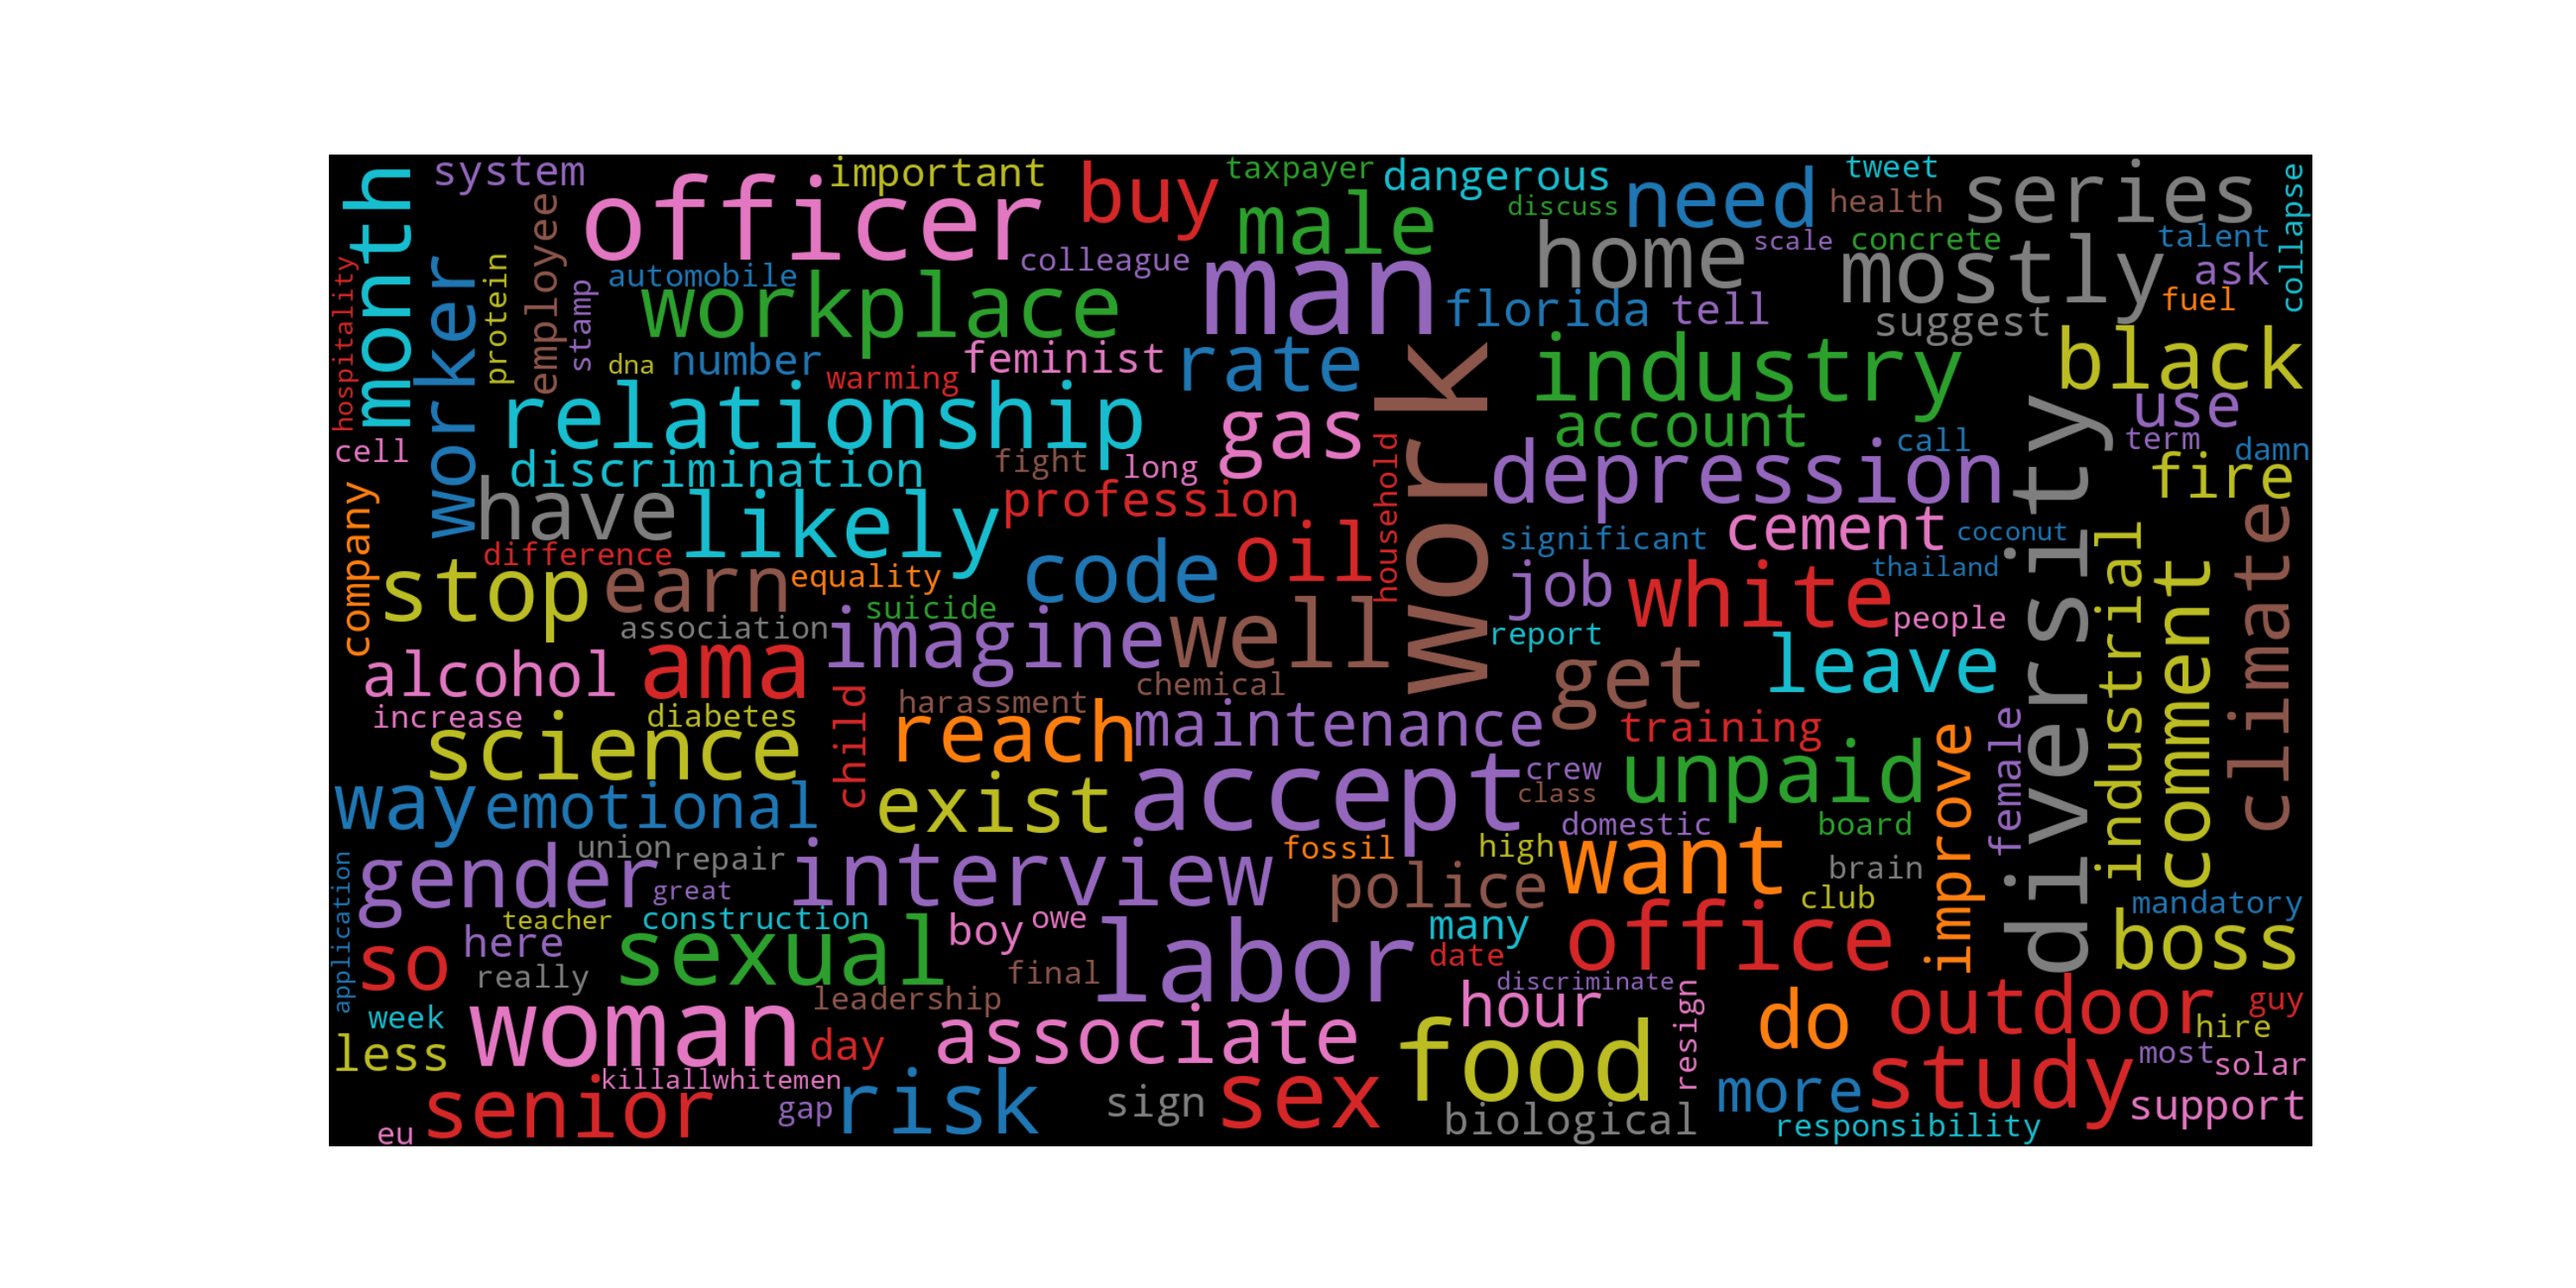 system
important
taxpayer
dangerous
tweet
collapse
month
officer
buy
male
discuss
need
health
series
employee
colleague
man
home
scale
concrete
mostly
talent
ask
hospitality
worker
protein
stamp
automobile
workplace
florida
tell
suggest
fuel
dna
number
warming
feminist
rate
work
industry
black
use
relationship
gas
household
account
call
diversity
term
damn
cell
discrimination
fight
long
depression
fire
company
have
likely
profession
oil
significant
cement
coconut
industrial
climate
difference
stop
earn
equality
code
job
white
thailand
comment
suicide
association
imagine
well
report
people
alcohol
ama
child
harassment
chemical
get
leave
increase
diabetes
science
reach
maintenance
training
improve
female
way
emotional
exist
accept
crew
class
unpaid
domestic
board
application
gender
union
repair
great
interview
fossil
high
police
want
brain
club
mandatory
teacher
construction
boy
owe
many
office
boss
so
here
really
sexual
final
labor
date
discriminate
week
less
woman
leadership
day
associate
hour
food
resign
do
outdoor
guy
hire
killallwhitemen
most
solar
eu
senior
gap
risk
sign
sex
biological
more
study
support
responsibility